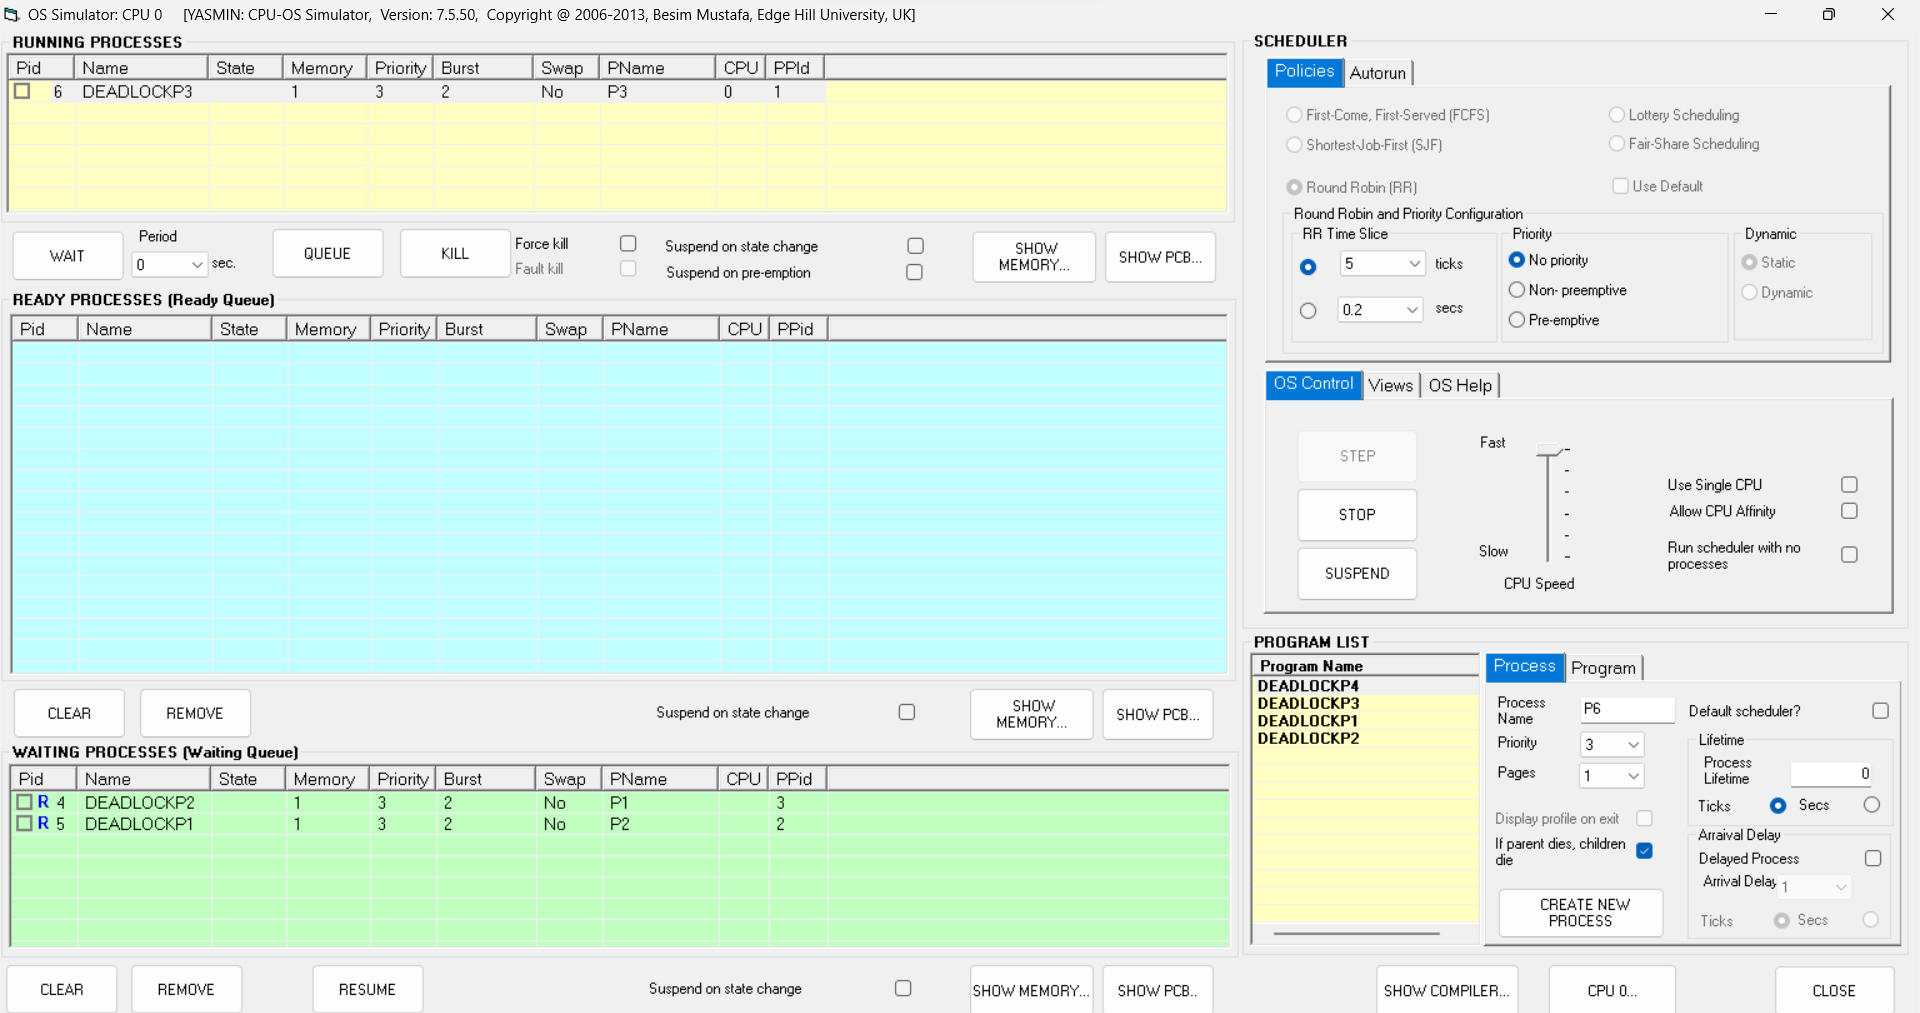 OS Simulator: CPU 0 [YASMIN: CPU-OS Simulator, Version: 7.5.50, Copyright @ 2006-2013, Besim Mustafa, Edge Hill University, UK]
RUNNING PROCESSES
Pid Name State Memory Priority Burst Swap PName CPU PPId
6 DEADLOCKP3 1 3 2 No P3 0 1
WAIT
Period
0 sec.
QUEUE
KILL
Force kill
Fault kill
Suspend on state change
Suspend on pre-emption
SHOW MEMORY...
SHOW PCB...
READY PROCESSES (Ready Queue)
Pid Name State Memory Priority Burst Swap PName CPU PPid
CLEAR
REMOVE
Suspend on state change
SHOW MEMORY...
SHOW PCB...
WAITING PROCESSES (Waiting Queue)
Pid Name State Memory Priority Burst Swap PName CPU PPid
R 4 DEADLOCKP2 1 3 2 No P1 3
R 5 DEADLOCKP1 1 3 2 No P2 2
CLEAR
REMOVE
RESUME
Suspend on state change
SHOW MEMORY...
SHOW PCB..
SCHEDULER
Policies Autorun
First-Come, First-Served (FCFS)
Lottery Scheduling
Shortest-Job-First (SJF)
Fair-Share Scheduling
Round Robin (RR)
Use Default
Round Robin and Priority Configuration
RR Time Slice
5 ticks
0.2 secs
Priority
No priority
Non- preemptive
Pre-emptive
Dynamic
Static
Dynamic
OS Control Views OS Help
STEP
STOP
SUSPEND
Fast
Slow
CPU Speed
Use Single CPU
Allow CPU Affinity
Run scheduler with no
processes
PROGRAM LIST
Program Name
DEADLOCKP4
DEADLOCKP3
DEADLOCKP1
DEADLOCKP2
Process Program
Process
Name
P6
Priority 3
Pages 1
Display profile on exit
If parent dies, children
die
CREATE NEW
PROCESS
Default scheduler?
Lifetime
Process
Lifetime
0
Ticks Secs
Arraival Delay
Delayed Process
Arrival Delay 1
Ticks Secs
SHOW COMPILER...
CPU 0...
CLOSE